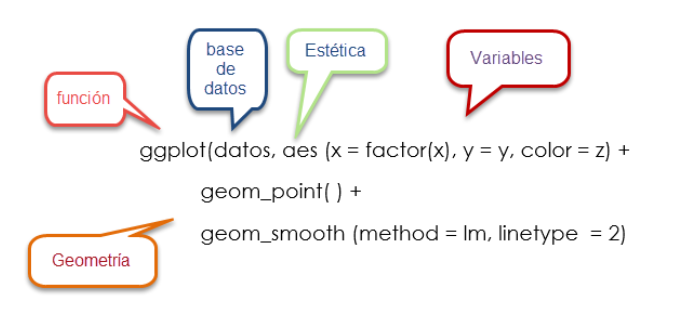 base
de
datos
Estética
Variables
función
ggplot(datos, aes (x = factor(x), y = y, color = z) +
geom_point( ) +
geom_smooth (method = lm, linetype = 2)
Geometría